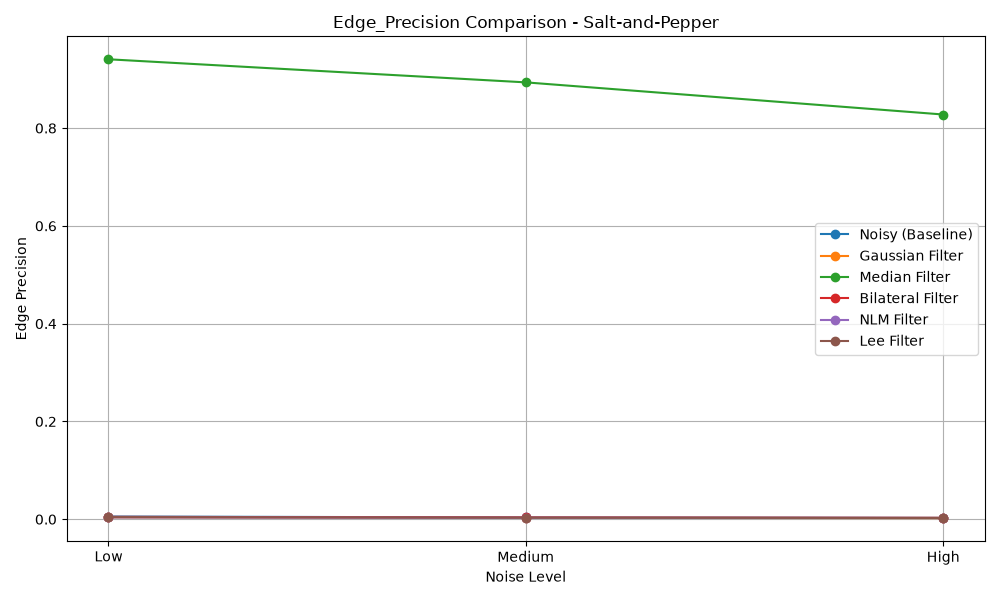 Edge_Precision Comparison - Salt-and-Pepper
Edge Precision
0.8
0.6
0.4
0.2
0.0
Noisy (Baseline)
Gaussian Filter
Median Filter
Bilateral Filter
NLM Filter
Lee Filter
Low
Medium
High
Noise Level